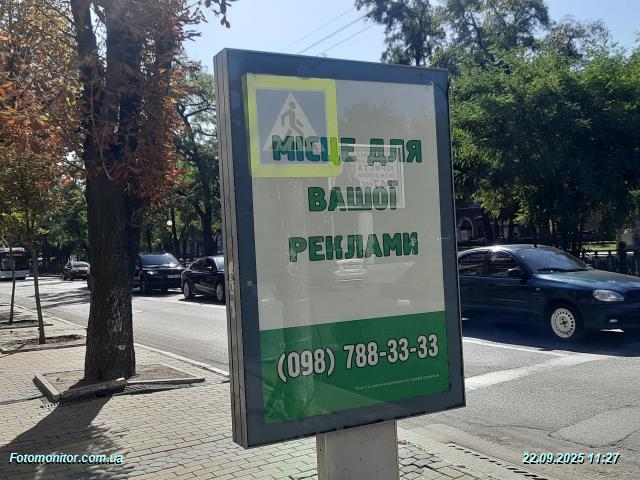 МІСЦЕ ДЛЯ
ВАШОЇ
РЕКЛАМИ
(098) 788-33-33
Fotomonitor.com.ua
22.09.2025 11:27